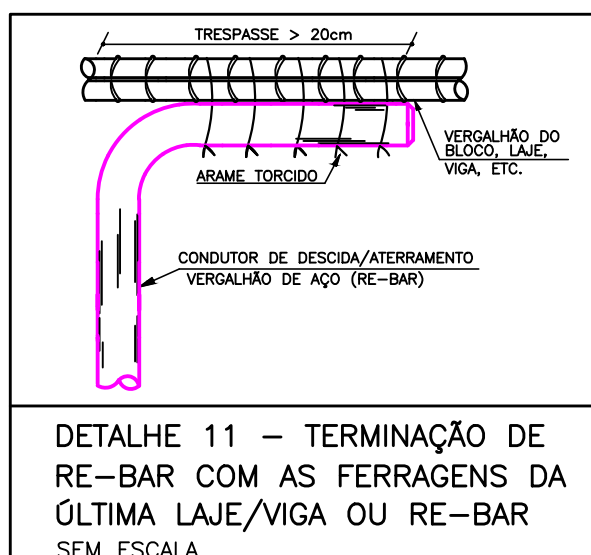 TRESPASSE > 20cm
VERGALHÃO DO
BLOCO, LAJE,
VIGA, ETC.
ARAME TORCIDO
CONDUTOR DE DESCIDA/ATERRAMENTO
VERGALHÃO DE AÇO (RE-BAR)
DETALHE 11 – TERMINAÇÃO DE
RE-BAR COM AS FERRAGENS DA
ÚLTIMA LAJE/VIGA OU RE-BAR
SEM ESCALA